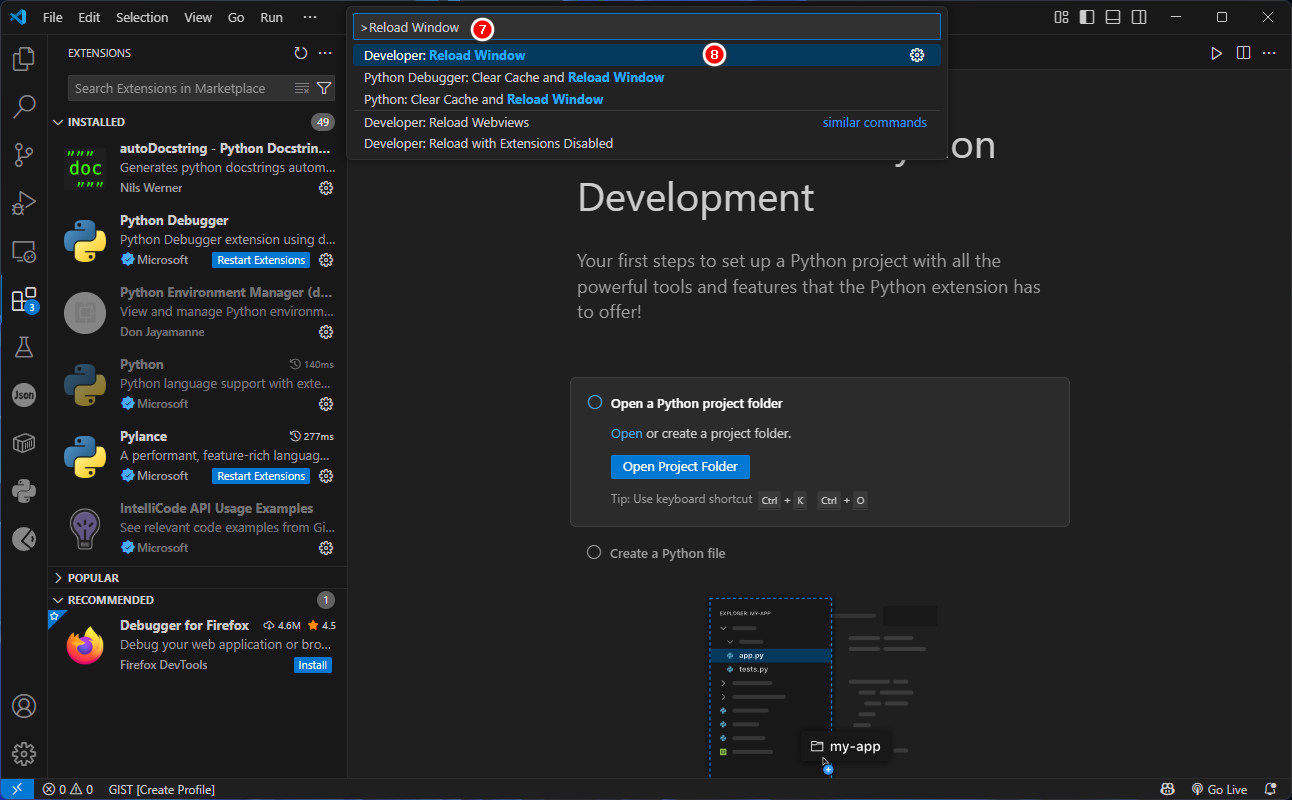 File Edit Selection View Go Run ···
>Reload Window 7
Developer: Reload Window 8
Python Debugger: Clear Cache and Reload Window
Python: Clear Cache and Reload Window
Developer: Reload Webviews similar commands
Developer: Reload with Extensions Disabled
EXTENSIONS
Search Extensions in Marketplace
INSTALLED 49
autoDocstring - Python Docstrin...
Generates python docstrings autom...
Nils Werner
""" doc """
Python Debugger
Python Debugger extension using d...
Microsoft Restart Extensions
Python Environment Manager (d...
View and manage Python environm...
Don Jayamanne
3
Python 140ms
Python language support with exte...
Microsoft
Json
Pylance 277ms
A performant, feature-rich languag...
Microsoft Restart Extensions
IntelliCode API Usage Examples
See relevant code examples from Gi...
Microsoft
POPULAR
RECOMMENDED 1
Debugger for Firefox 4.6M 4.5
Debug your web application or bro...
Firefox DevTools Install
on
Development
Your first steps to set up a Python project with all the
powerful tools and features that the Python extension has
to offer!
Open a Python project folder
Open or create a project folder.
Open Project Folder
Tip: Use keyboard shortcut Ctrl + K Ctrl + O
Create a Python file
EXPLORER: MY-APP
app.py
tests.py
my-app
0 0 GIST [Create Profile] Go Live